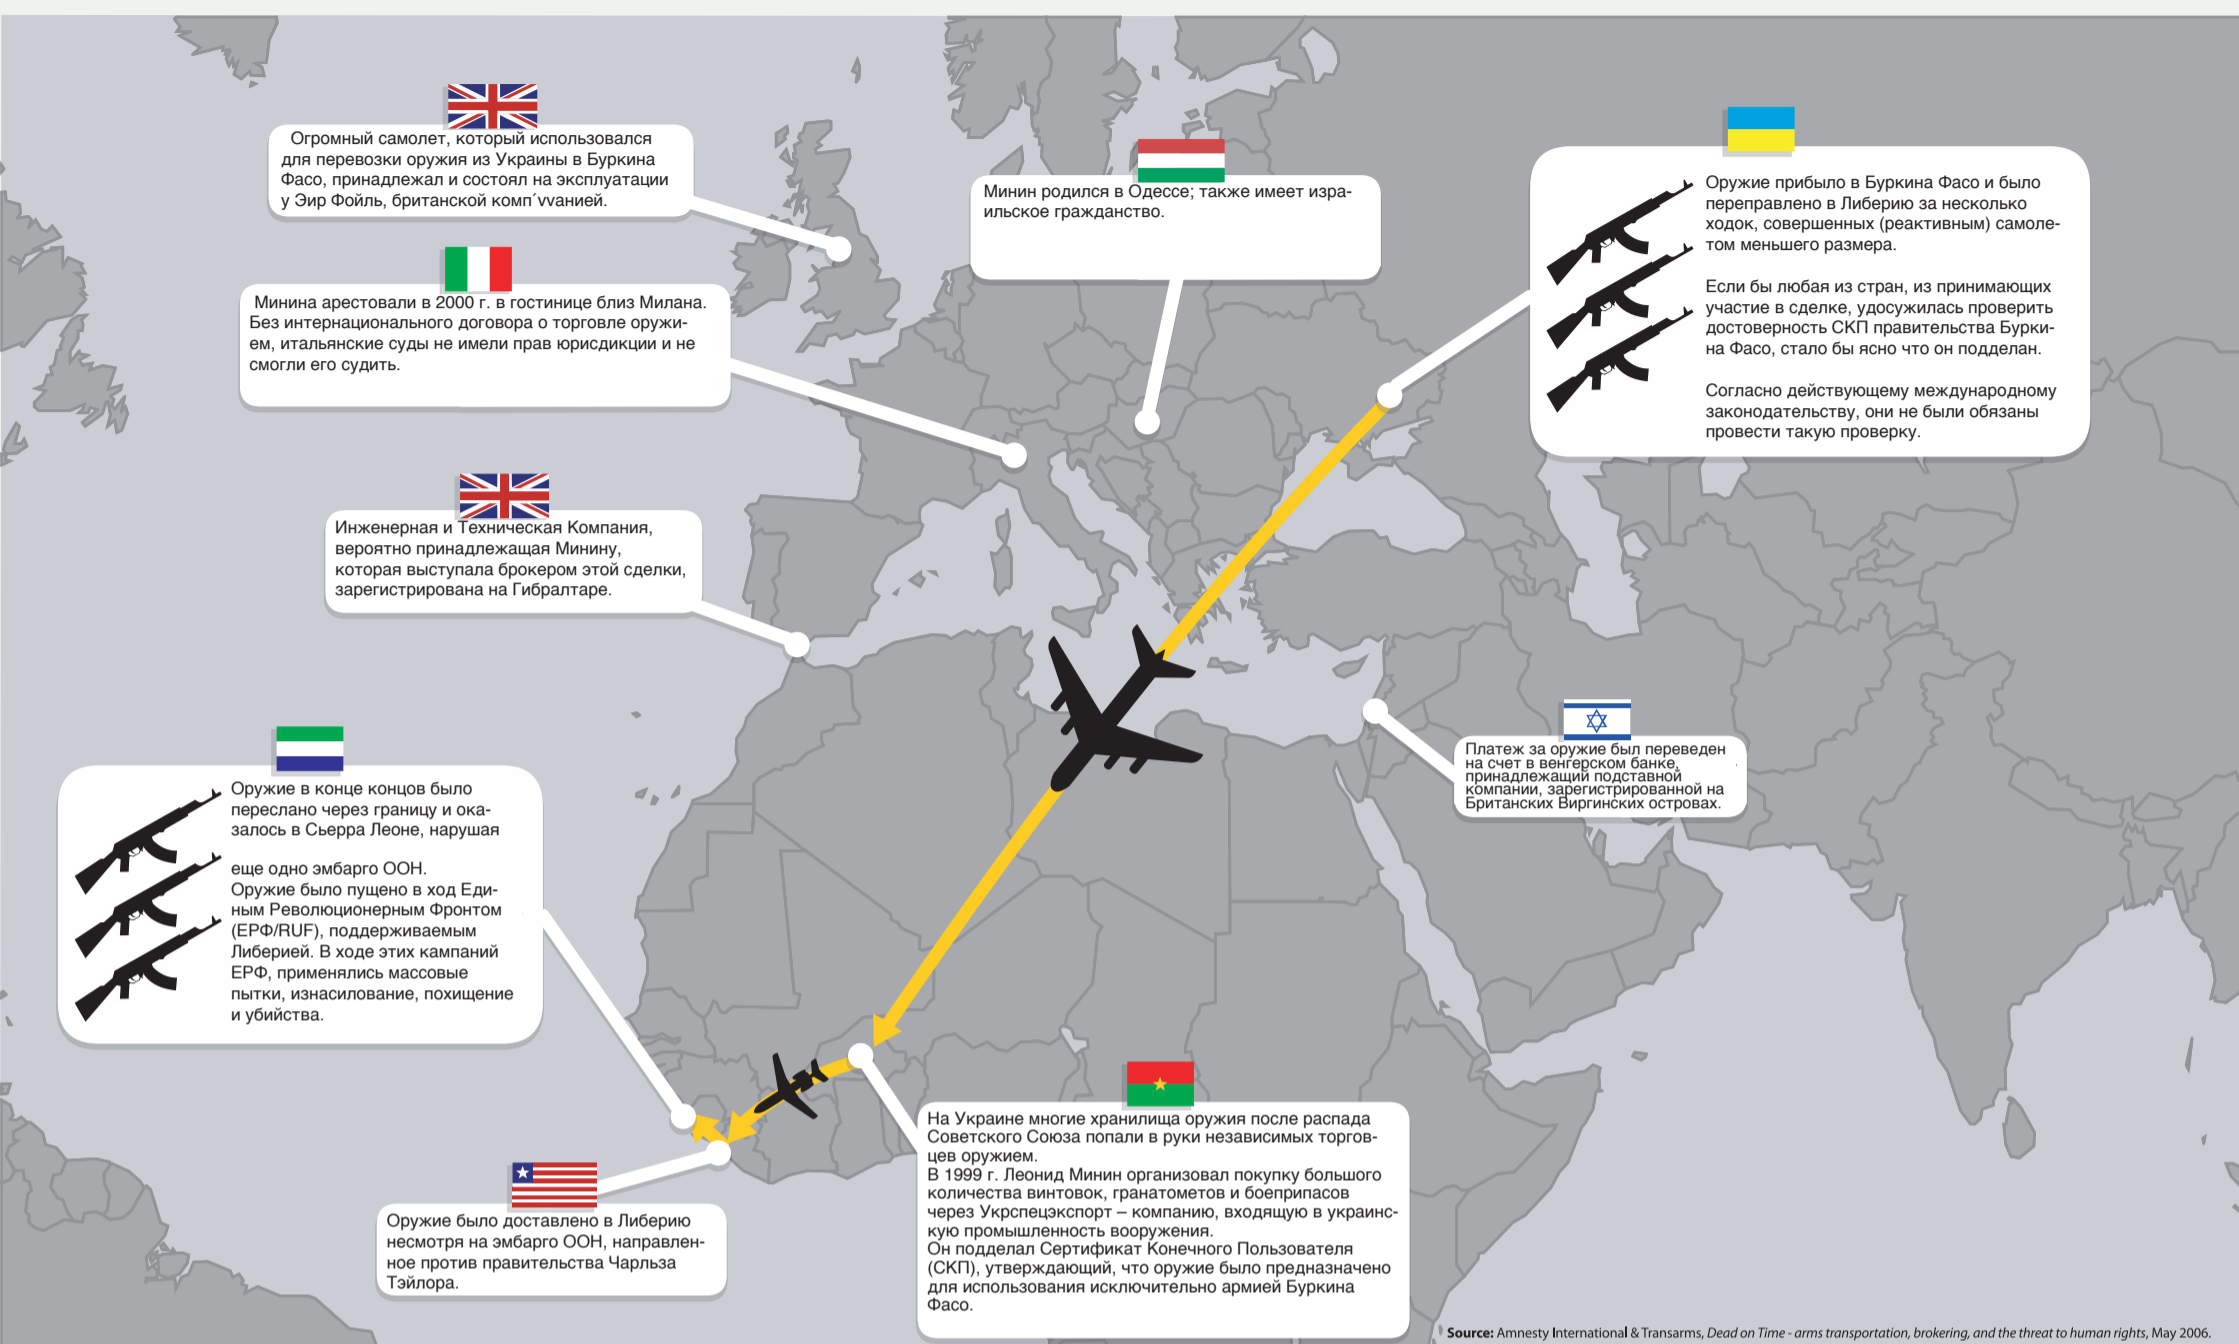 Огромный самолет, который использовался
для перевозки оружия из Украины в Буркина
Фасо, принадлежал и состоял на эксплуатации
у Эир Фойль, британской комп´vvанией.
Минин родился в Одессе; также имеет изра-
ильское гражданство.
Оружие прибыло в Буркина Фасо и было
переправлено в Либерию за несколько
ходок, совершенных (реактивным) самоле-
том меньшего размера.
Если бы любая из стран, из принимающих
участие в сделке, удосужилась проверить
достоверность СКП правительства Бурки-
на Фасо, стало бы ясно что он подделан.
Согласно действующему международному
законодательству, они не были обязаны
провести такую проверку.
Минина арестовали в 2000 г. в гостинице близ Милана.
Без интернационального договора о торговле оружи-
ем, итальянские суды не имели прав юрисдикции и не
смогли его судить.
Инженерная и Техническая Компания,
вероятно принадлежащая Минину,
которая выступала брокером этой сделки,
зарегистрирована на Гибралтаре.
Платеж за оружие был переведен
на счет в венгерском банке,
принадлежащий подставной
компании, зарегистрированной на
Британских Виргинских островах.
Оружие в конце концов было
переслано через границу и ока-
залось в Сьерра Леоне, нарушая
еще одно эмбарго ООН.
Оружие было пущено в ход Еди-
ным Революционерным Фронтом
(ЕРФ/RUF), поддерживаемым
Либерией. В ходе этих кампаний
ЕРФ, применялись массовые
пытки, изнасилование, похищение
и убийства.
На Украине многие хранилища оружия после распада
Советского Союза попали в руки независимых торгов-
цев оружием.
В 1999 г. Леонид Минин организовал покупку большого
количества винтовок, гранатометов и боеприпасов
через Укрспецэкспорт – компанию, входящую в украинс-
кую промышленность вооружения.
Он подделал Сертификат Конечного Пользователя
(СКП), утверждающий, что оружие было предназначено
для использования исключительно армией Буркина
Фасо.
Оружие было доставлено в Либерию
несмотря на эмбарго ООН, направлен-
ное против правительства Чарльза
Тэйлора.
Source: Amnesty International & Transarms, Dead on Time - arms transportation, brokering, and the threat to human rights, May 2006.